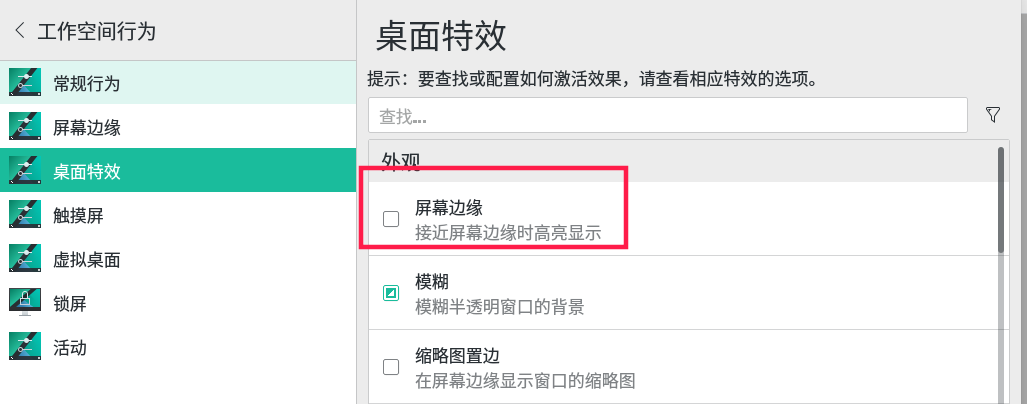 工作空间行为
常规行为
屏幕边缘
桌面特效
触摸屏
虚拟桌面
锁屏
活动
桌面特效
提示：要查找或配置如何激活效果，请查看相应特效的选项。
查找...
外观
屏幕边缘
接近屏幕边缘时高亮显示
模糊
模糊半透明窗口的背景
缩略图置边
在屏幕边缘显示窗口的缩略图